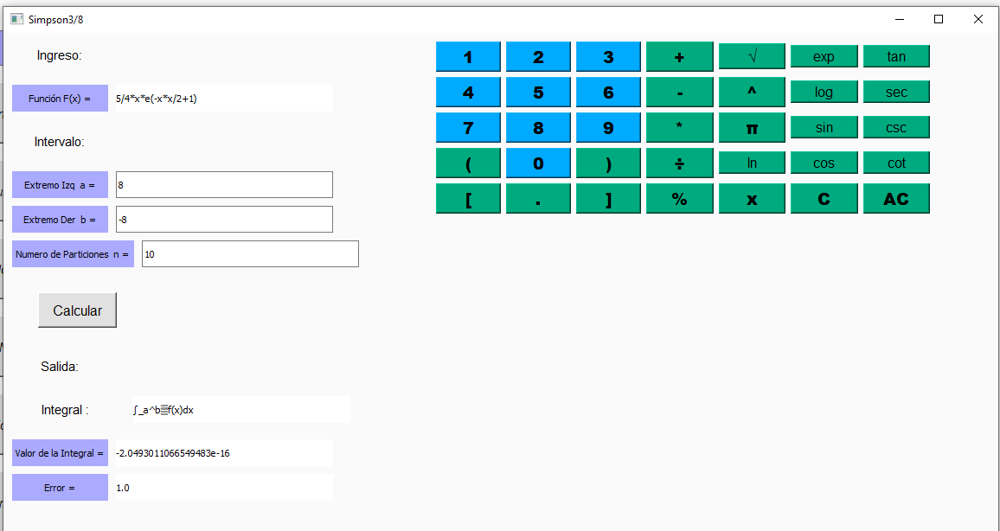 Simpson3/8
Ingreso:
Función F(x) = 5/4*x*e(-x*x/2+1)
Intervalo:
Extremo Izq a = 8
Extremo Der b = -8
Numero de Particiones n = 10
Calcular
Salida:
Integral : ∫_a^b▒f(x)dx
Valor de la Integral = -2.0493011066549483e-16
Error = 1.0
1 2 3 + √ exp tan
4 5 6 - ^ log sec
7 8 9 * π sin csc
( 0 ) ÷ ln cos cot
[ . ] % x C AC